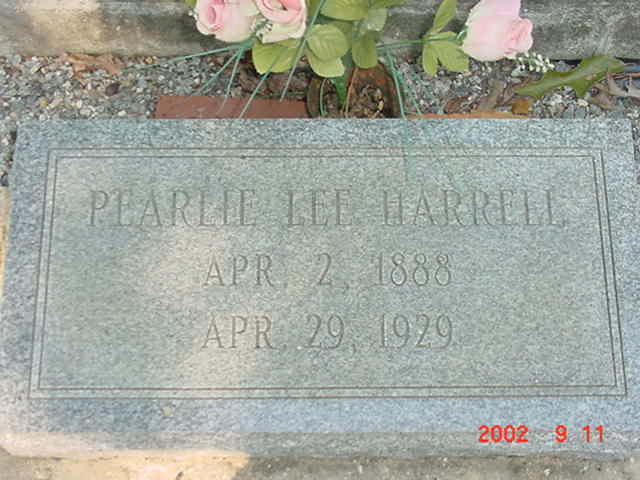 PEARLIE LEE HARRELL
APR. 2, 1888
APR. 29, 1929
2002 9 11